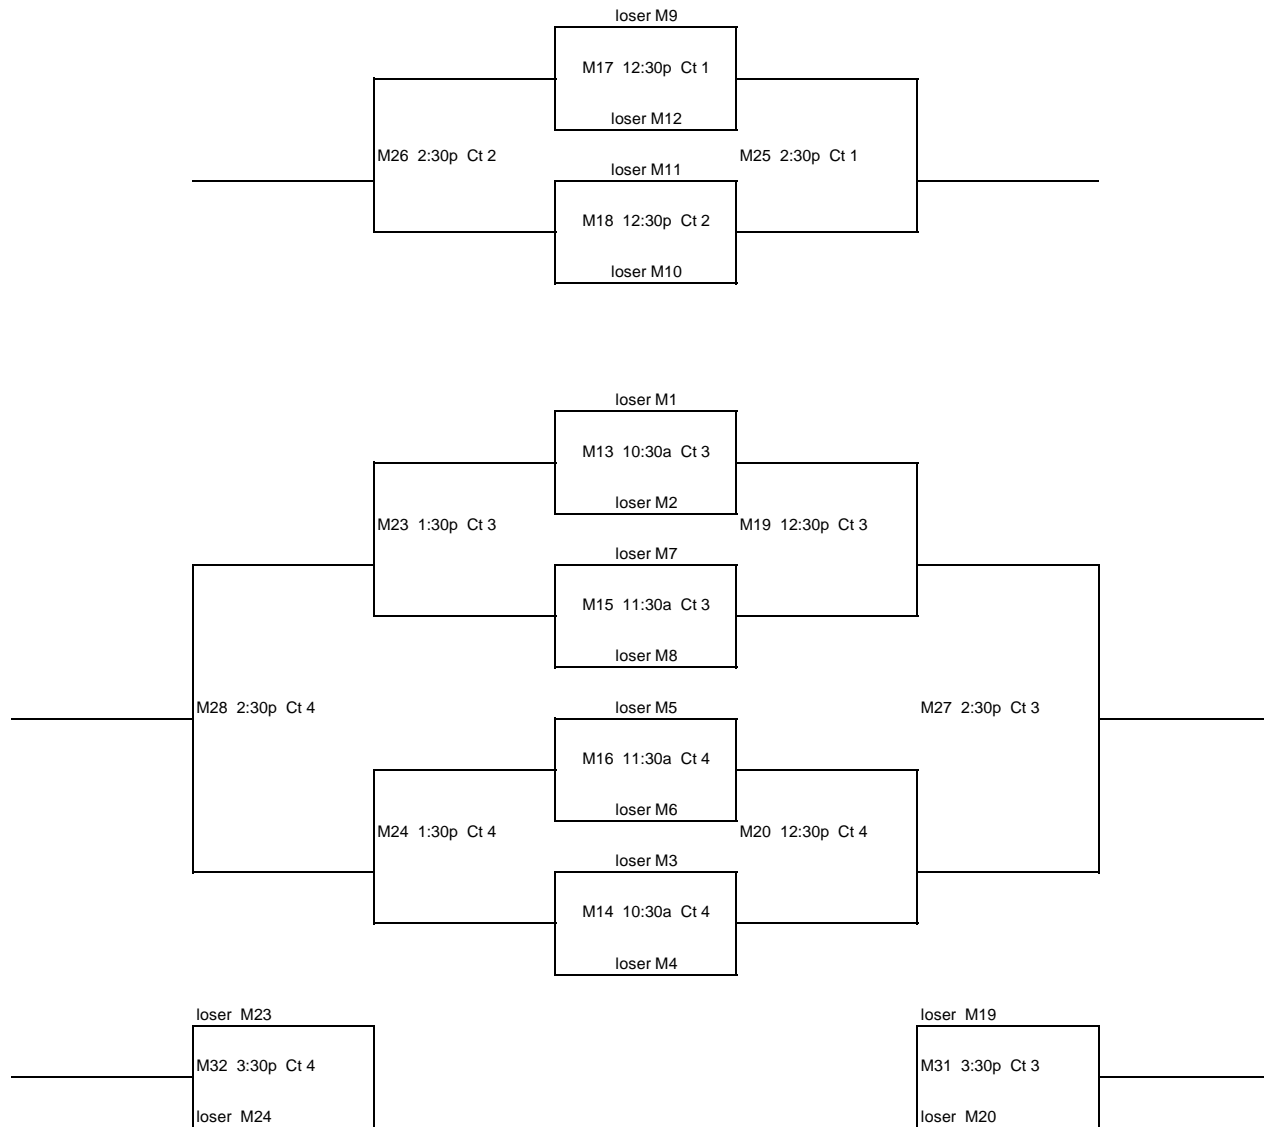 loser M9
M17 12:30p Ct 1
loser M12
M26 2:30p Ct 2
M25 2:30p Ct 1
loser M11
M18 12:30p Ct 2
loser M10
loser M1
M13 10:30a Ct 3
loser M2
M23 1:30p Ct 3
M19 12:30p Ct 3
loser M7
M15 11:30a Ct 3
loser M8
M28 2:30p Ct 4
loser M5
M27 2:30p Ct 3
M16 11:30a Ct 4
loser M6
M24 1:30p Ct 4
M20 12:30p Ct 4
loser M3
M14 10:30a Ct 4
loser M4
loser M23
loser M19
M32 3:30p Ct 4
M31 3:30p Ct 3
loser M24
loser M20